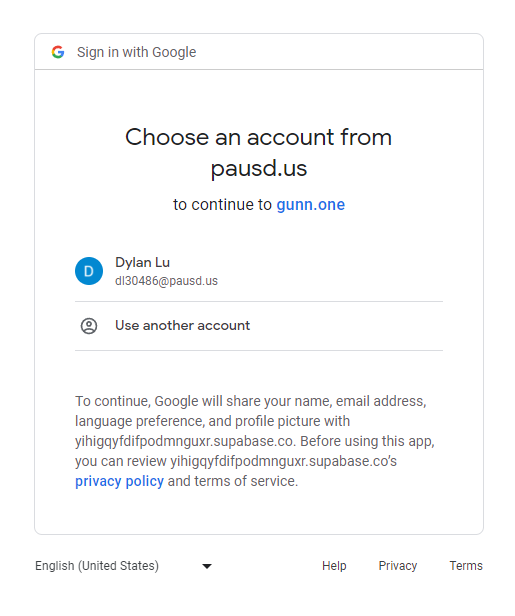 Sign in with Google
Choose an account from
pausd.us
to continue to gunn.one
D
Dylan Lu
dl30486@pausd.us
Use another account
To continue, Google will share your name, email address,
language preference, and profile picture with
yihigqyfdifpodmnguxr.supabase.co. Before using this app,
you can review yihigqyfdifpodmnguxr.supabase.co’s
privacy policy and terms of service.
English (United States) Help Privacy Terms